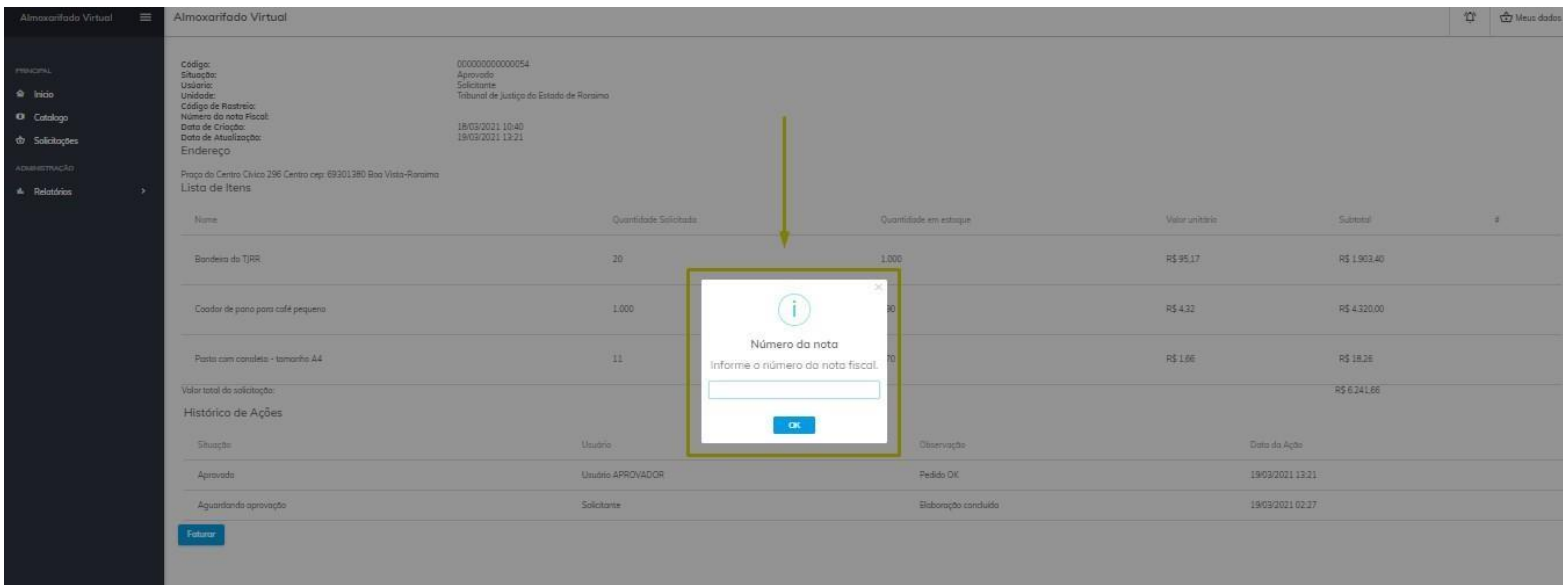 Almoxarifado Virtual
Almoxarifado Virtual
Meus dados
PRINCIPAL
Início
Catalogo
Solicitações
ADMINISTRAÇÃO
Relatórios
Código: 000000000000054
Situação: Aprovado
Usúario: Solicitante
Unidade: Tribunal de Justiça do Estado de Roraima
Código de Rastreio:
Número da nota Fiscal:
Data de Criação: 18/03/2021 10:40
Data de Atualização: 19/03/2021 13:21
Endereço
Praça do Centro Cívico 296 Centro cep: 69301380 Boa Vista-Roraima
Lista de Itens
Nome Quantidade Solicitada Quantidade em estoque Valor unitário Subtotal #
Bandeira do TJRR 20 1.000 R$ 95,17 R$ 1.903,40
Coador de pano para café pequeno 1.000 90 R$ 4,32 R$ 4.320,00
Pasta com canaleta - tamanho A4 11 70 R$ 1,66 R$ 18,26
Valor total da solicitação: R$ 6.241,66
Histórico de Ações
Situação Usuário Observação Data da Ação
Aprovado Usuário APROVADOR Pedido OK 19/03/2021 13:21
Aguardando aprovação Solicitante Elaboração concluída 19/03/2021 02:27
Faturar
×
i
Número da nota
Informe o número da nota fiscal.
OK